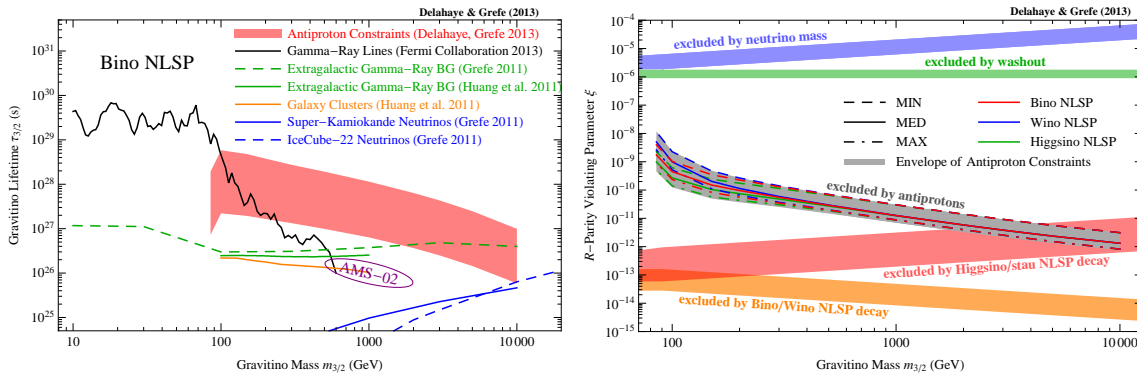 Delahaye & Grefe (2013)
Bino NLSP
Antiproton Constraints (Delahaye, Grefe 2013)
Gamma−Ray Lines (Fermi Collaboration 2013)
Extragalactic Gamma−Ray BG (Grefe 2011)
Extragalactic Gamma−Ray BG (Huang et al. 2011)
Galaxy Clusters (Huang et al. 2011)
Super−Kamiokande Neutrinos (Grefe 2011)
IceCube−22 Neutrinos (Grefe 2011)
AMS−02
Gravitino Lifetime τ3/2 (s)
10^31
10^30
10^29
10^28
10^27
10^26
10^25
10
100
1000
10 000
Gravitino Mass m3/2 (GeV)
Delahaye & Grefe (2013)
excluded by neutrino mass
excluded by washout
MIN
MED
MAX
Bino NLSP
Wino NLSP
Higgsino NLSP
Envelope of Antiproton Constraints
excluded by antiprotons
excluded by Higgsino/stau NLSP decay
excluded by Bino/Wino NLSP decay
R−Parity Violating Parameter ξ
10^−4
10^−5
10^−6
10^−7
10^−8
10^−9
10^−10
10^−11
10^−12
10^−13
10^−14
10^−15
100
1000
10 000
Gravitino Mass m3/2 (GeV)